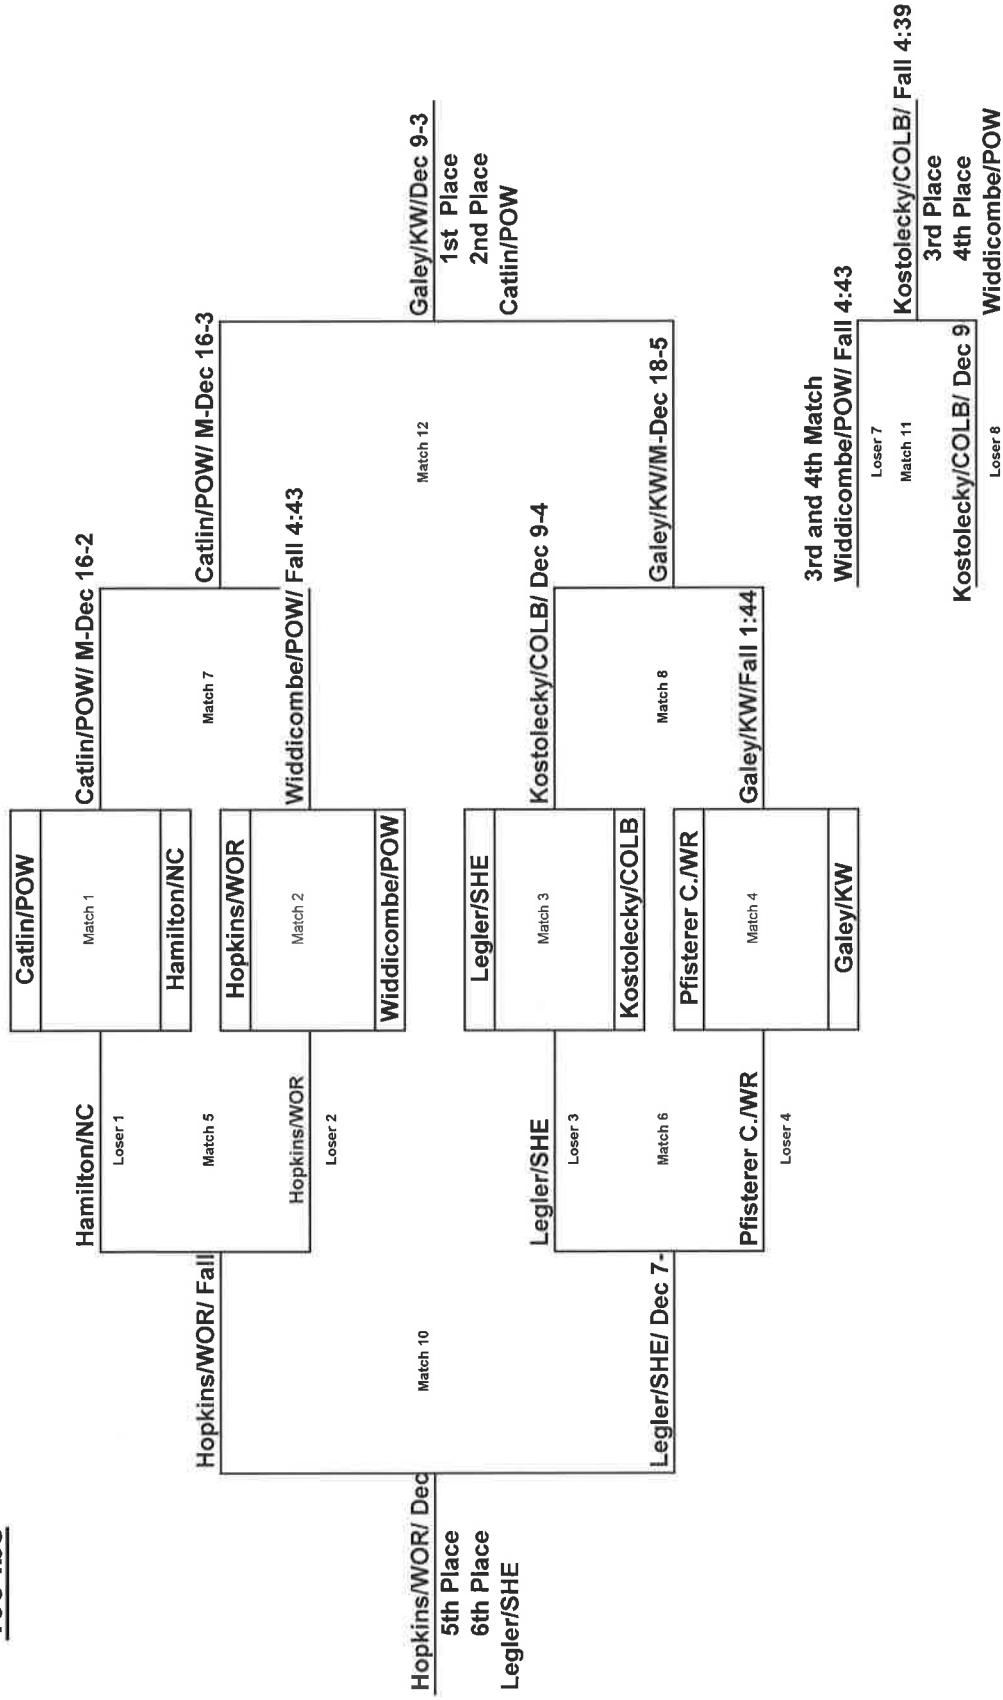 Catlin/POW
Match 1
Hamilton/NC
Hopkins/WOR
Match 2
Widdicombe/POW
Legler/SHE
Match 3
Kostolecky/COLB
Pfisterer C./WR
Match 4
Galey/KW
Hamilton/NC
Loser 1
Match 5
Hopkins/WOR
Loser 2
Legler/SHE
Loser 3
Match 6
Pfisterer C./WR
Loser 4
Hopkins/WOR/ Fall
Match 10
Legler/SHE/ Dec 7-
Hopkins/WOR/ Dec
5th Place
6th Place
Legler/SHE
Catlin/POW/ M-Dec 16-2
Match 7
Widdicombe/POW/ Fall 4:43
Kostolecky/COLB/ Dec 9-4
Match 8
Galey/KW/Fall 1:44
Catlin/POW/ M-Dec 16-3
Match 12
Galey/KW/M-Dec 18-5
Galey/KW/Dec 9-3
1st Place
2nd Place
Catlin/POW
3rd and 4th Match
Widdicombe/POW/ Fall 4:43
Loser 7
Match 11
Kostolecky/COLB/ Dec 9
Loser 8
Kostolecky/COLB/ Fall 4:39
3rd Place
4th Place
Widdicombe/POW